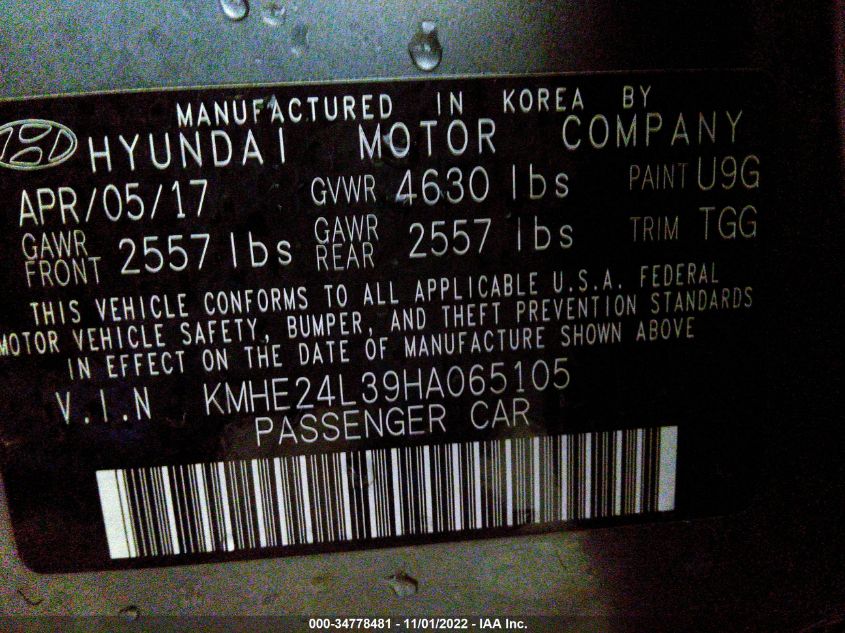 MANUFACTURED IN KOREA BY
HYUNDAI MOTOR COMPANY
APR/05/17 GVWR 4630 lbs PAINT U9G
GAWR FRONT 2557 lbs GAWR REAR 2557 lbs TRIM TGG
THIS VEHICLE CONFORMS TO ALL APPLICABLE U.S.A. FEDERAL
MOTOR VEHICLE SAFETY, BUMPER, AND THEFT PREVENTION STANDARDS
IN EFFECT ON THE DATE OF MANUFACTURE SHOWN ABOVE
V.I.N KMHE24L39HA065105
PASSENGER CAR
000-34778481 - 11/01/2022 - IAA Inc.